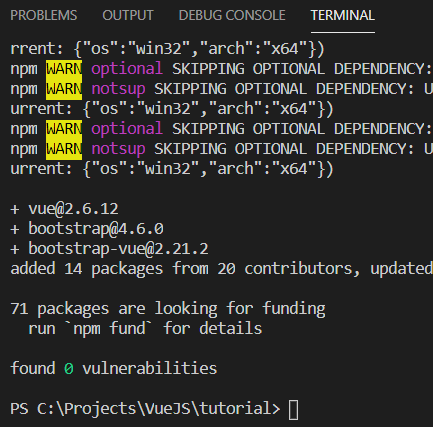 PROBLEMS OUTPUT DEBUG CONSOLE TERMINAL
rrent: {"os":"win32","arch":"x64"})
npm WARN optional SKIPPING OPTIONAL DEPENDENCY:
npm WARN notsup SKIPPING OPTIONAL DEPENDENCY: U
urrent: {"os":"win32","arch":"x64"})
npm WARN optional SKIPPING OPTIONAL DEPENDENCY:
npm WARN notsup SKIPPING OPTIONAL DEPENDENCY: U
urrent: {"os":"win32","arch":"x64"})
+ vue@2.6.12
+ bootstrap@4.6.0
+ bootstrap-vue@2.21.2
added 14 packages from 20 contributors, updated
71 packages are looking for funding
run `npm fund` for details
found 0 vulnerabilities
PS C:\Projects\VueJS\tutorial>